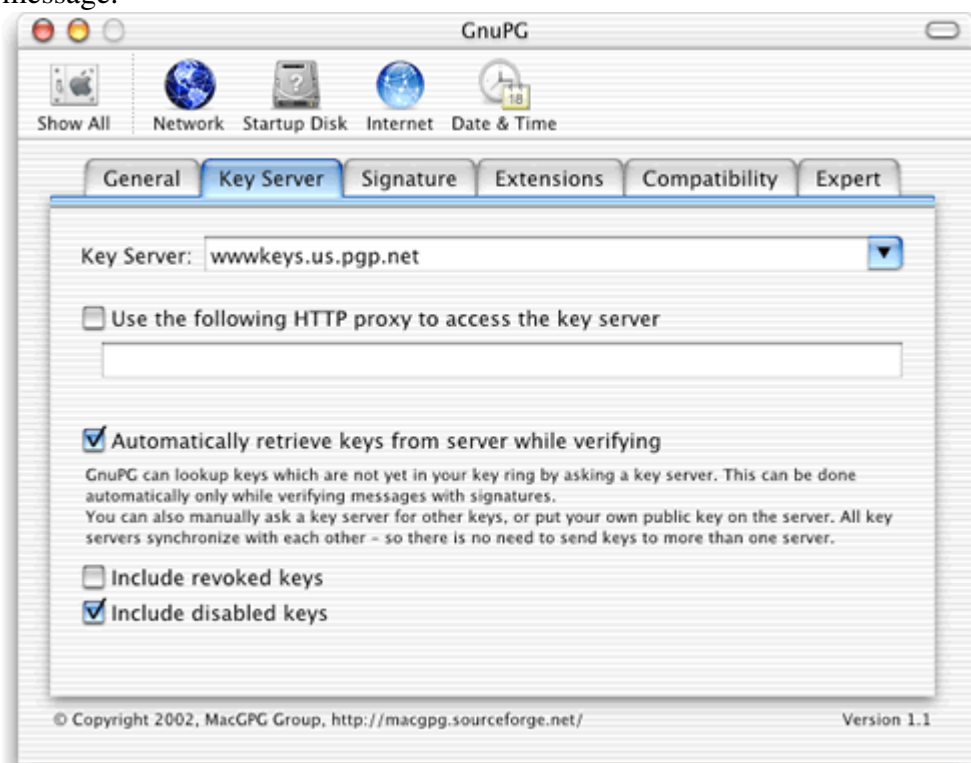 message.
GnuPG
18
Show All Network Startup Disk Internet Date & Time
General Key Server Signature Extensions Compatibility Expert
Key Server: wwwkeys.us.pgp.net
Use the following HTTP proxy to access the key server
Automatically retrieve keys from server while verifying
GnuPG can lookup keys which are not yet in your key ring by asking a key server. This can be done
automatically only while verifying messages with signatures.
You can also manually ask a key server for other keys, or put your own public key on the server. All key
servers synchronize with each other – so there is no need to send keys to more than one server.
Include revoked keys
Include disabled keys
© Copyright 2002, MacGPG Group, http://macgpg.sourceforge.net/ Version 1.1